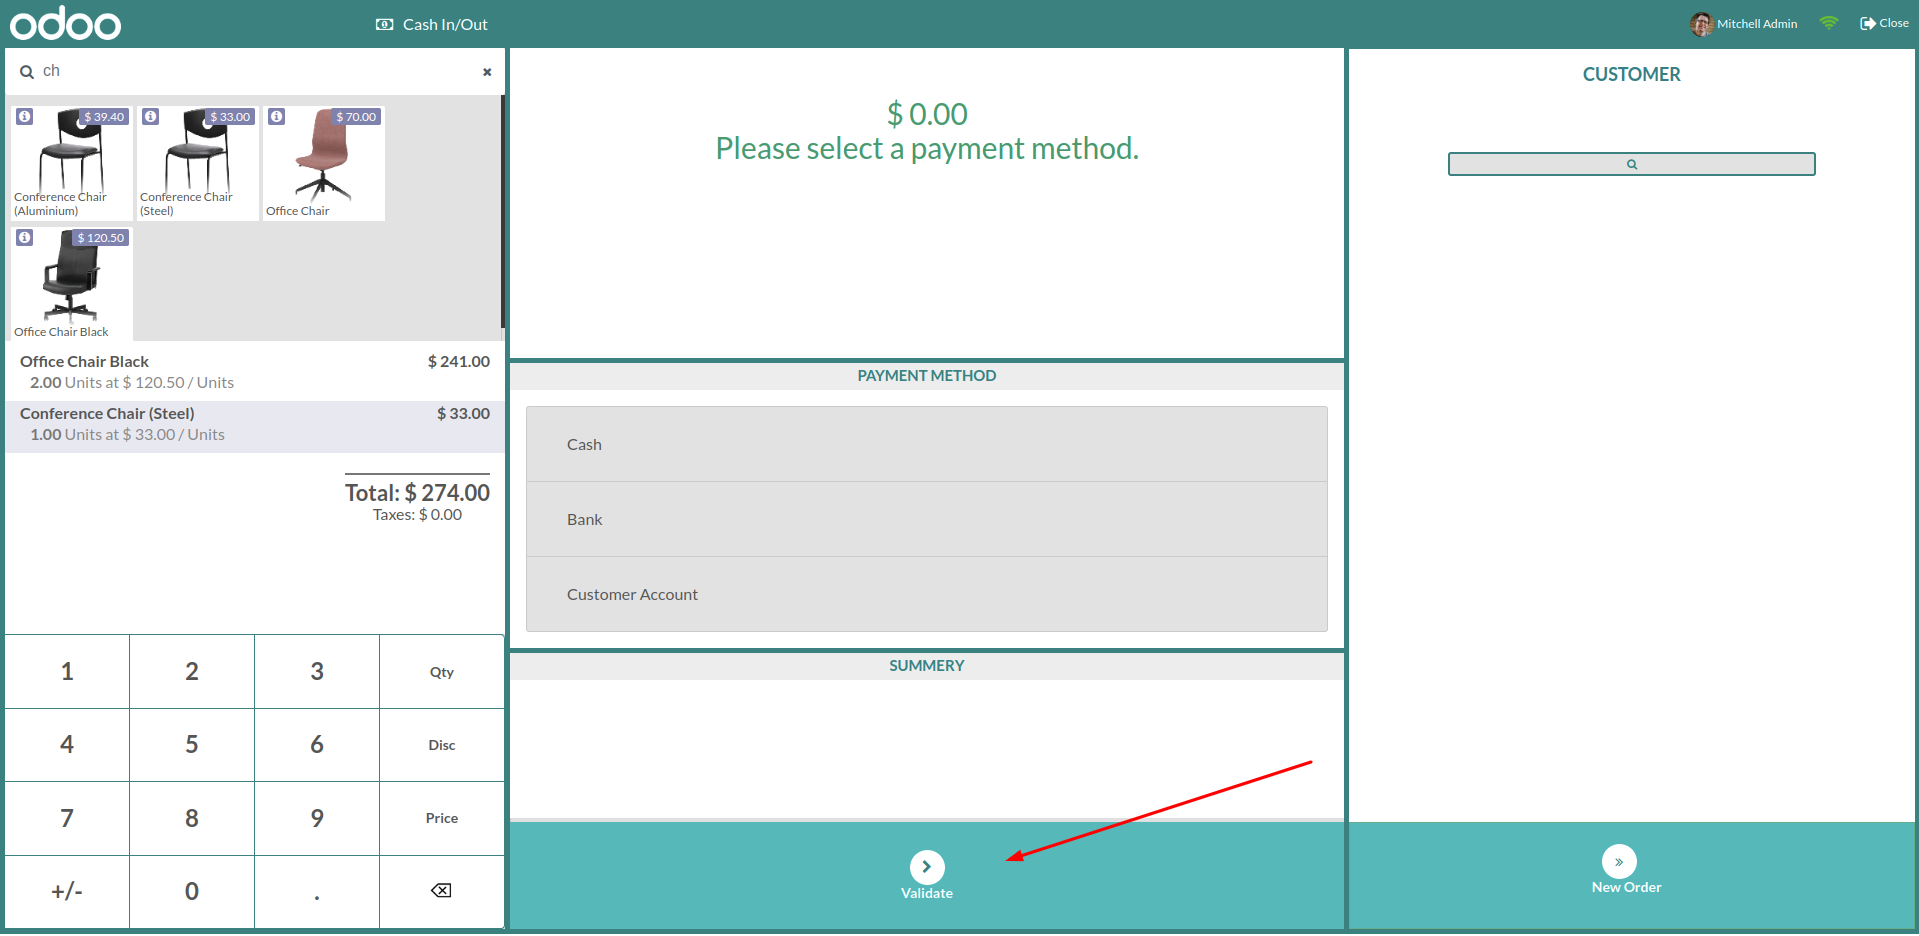 odoo
Cash In/Out
Mitchell Admin
Close
ch
$ 39.40
Conference Chair
(Aluminium)
$ 33.00
Conference Chair
(Steel)
$ 70.00
Office Chair
$ 120.50
Office Chair Black
Office Chair Black $ 241.00
2.00 Units at $ 120.50 / Units
Conference Chair (Steel) $ 33.00
1.00 Units at $ 33.00 / Units
Total: $ 274.00
Taxes: $ 0.00
1 2 3 Qty
4 5 6 Disc
7 8 9 Price
+/- 0 .
$ 0.00
Please select a payment method.
PAYMENT METHOD
Cash
Bank
Customer Account
SUMMERY
Validate
CUSTOMER
New Order